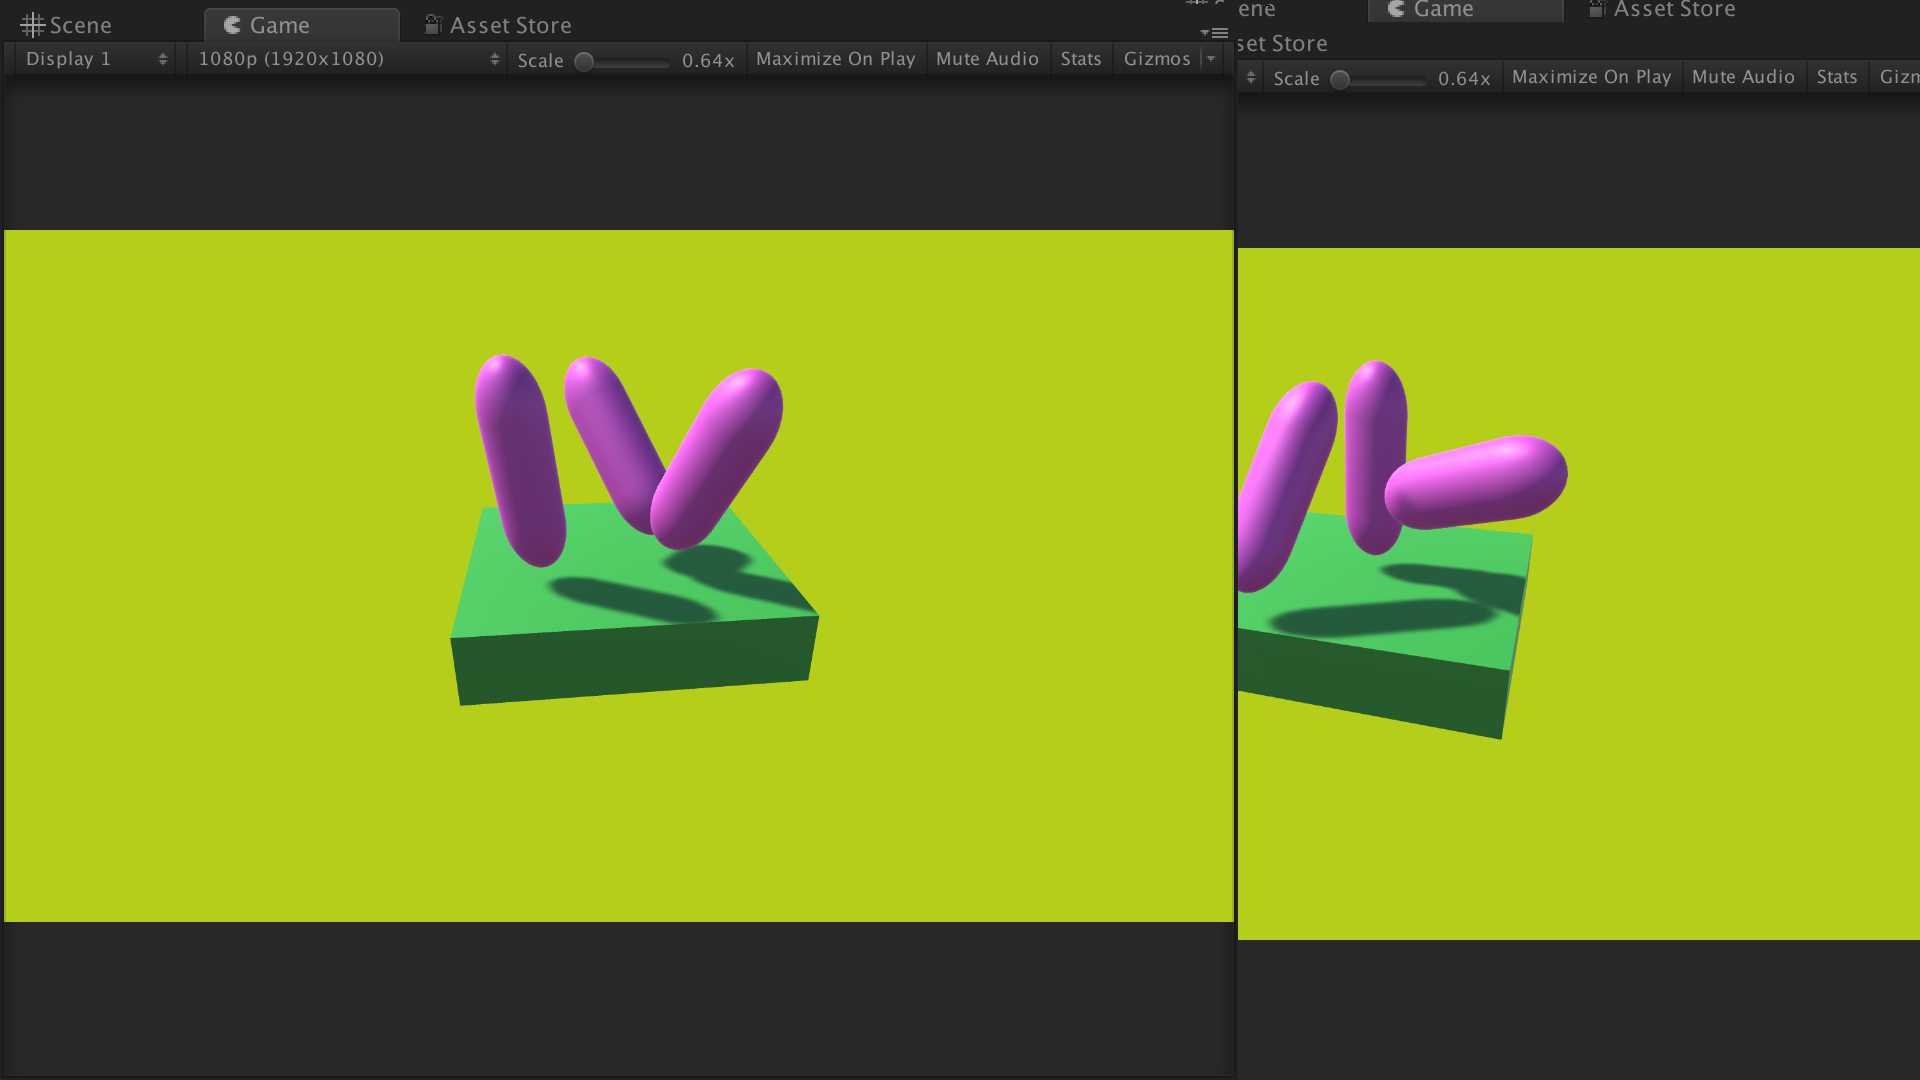 Scene Game Asset Store
Display 1 1080p (1920x1080) Scale 0.64x Maximize On Play Mute Audio Stats Gizmos
ene Game Asset Store
set Store
Scale 0.64x Maximize On Play Mute Audio Stats Gizm